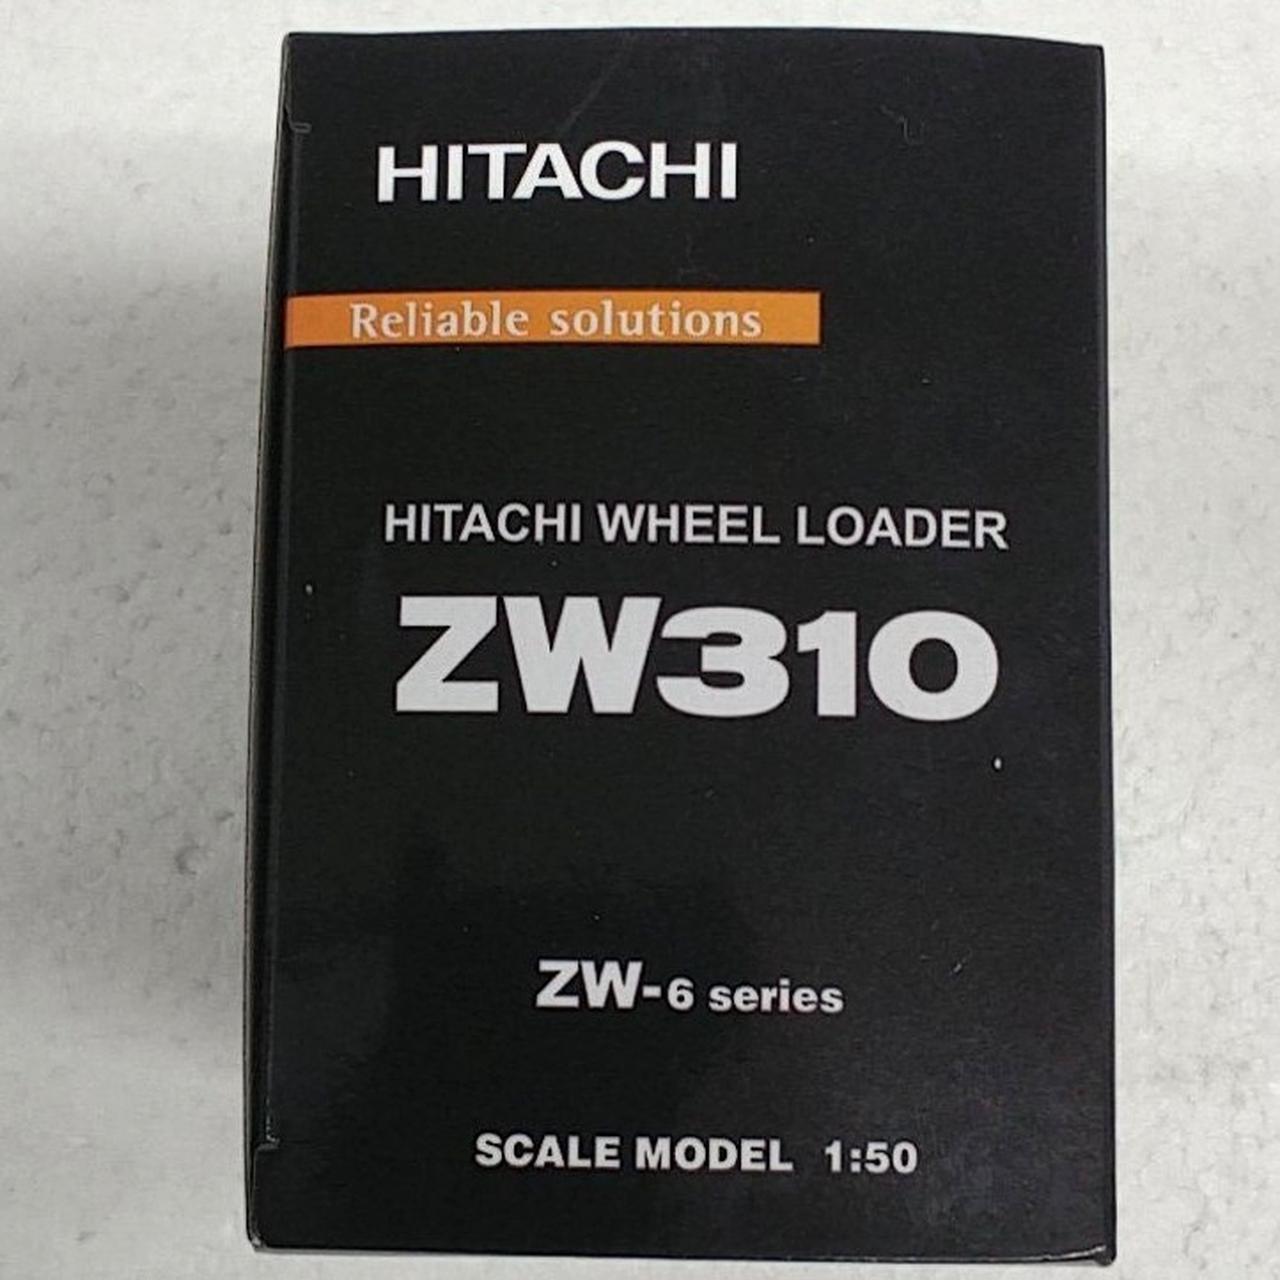 HITACHI
Reliable solutions
HITACHI WHEEL LOADER
ZW310
ZW-6 series
SCALE MODEL 1:50